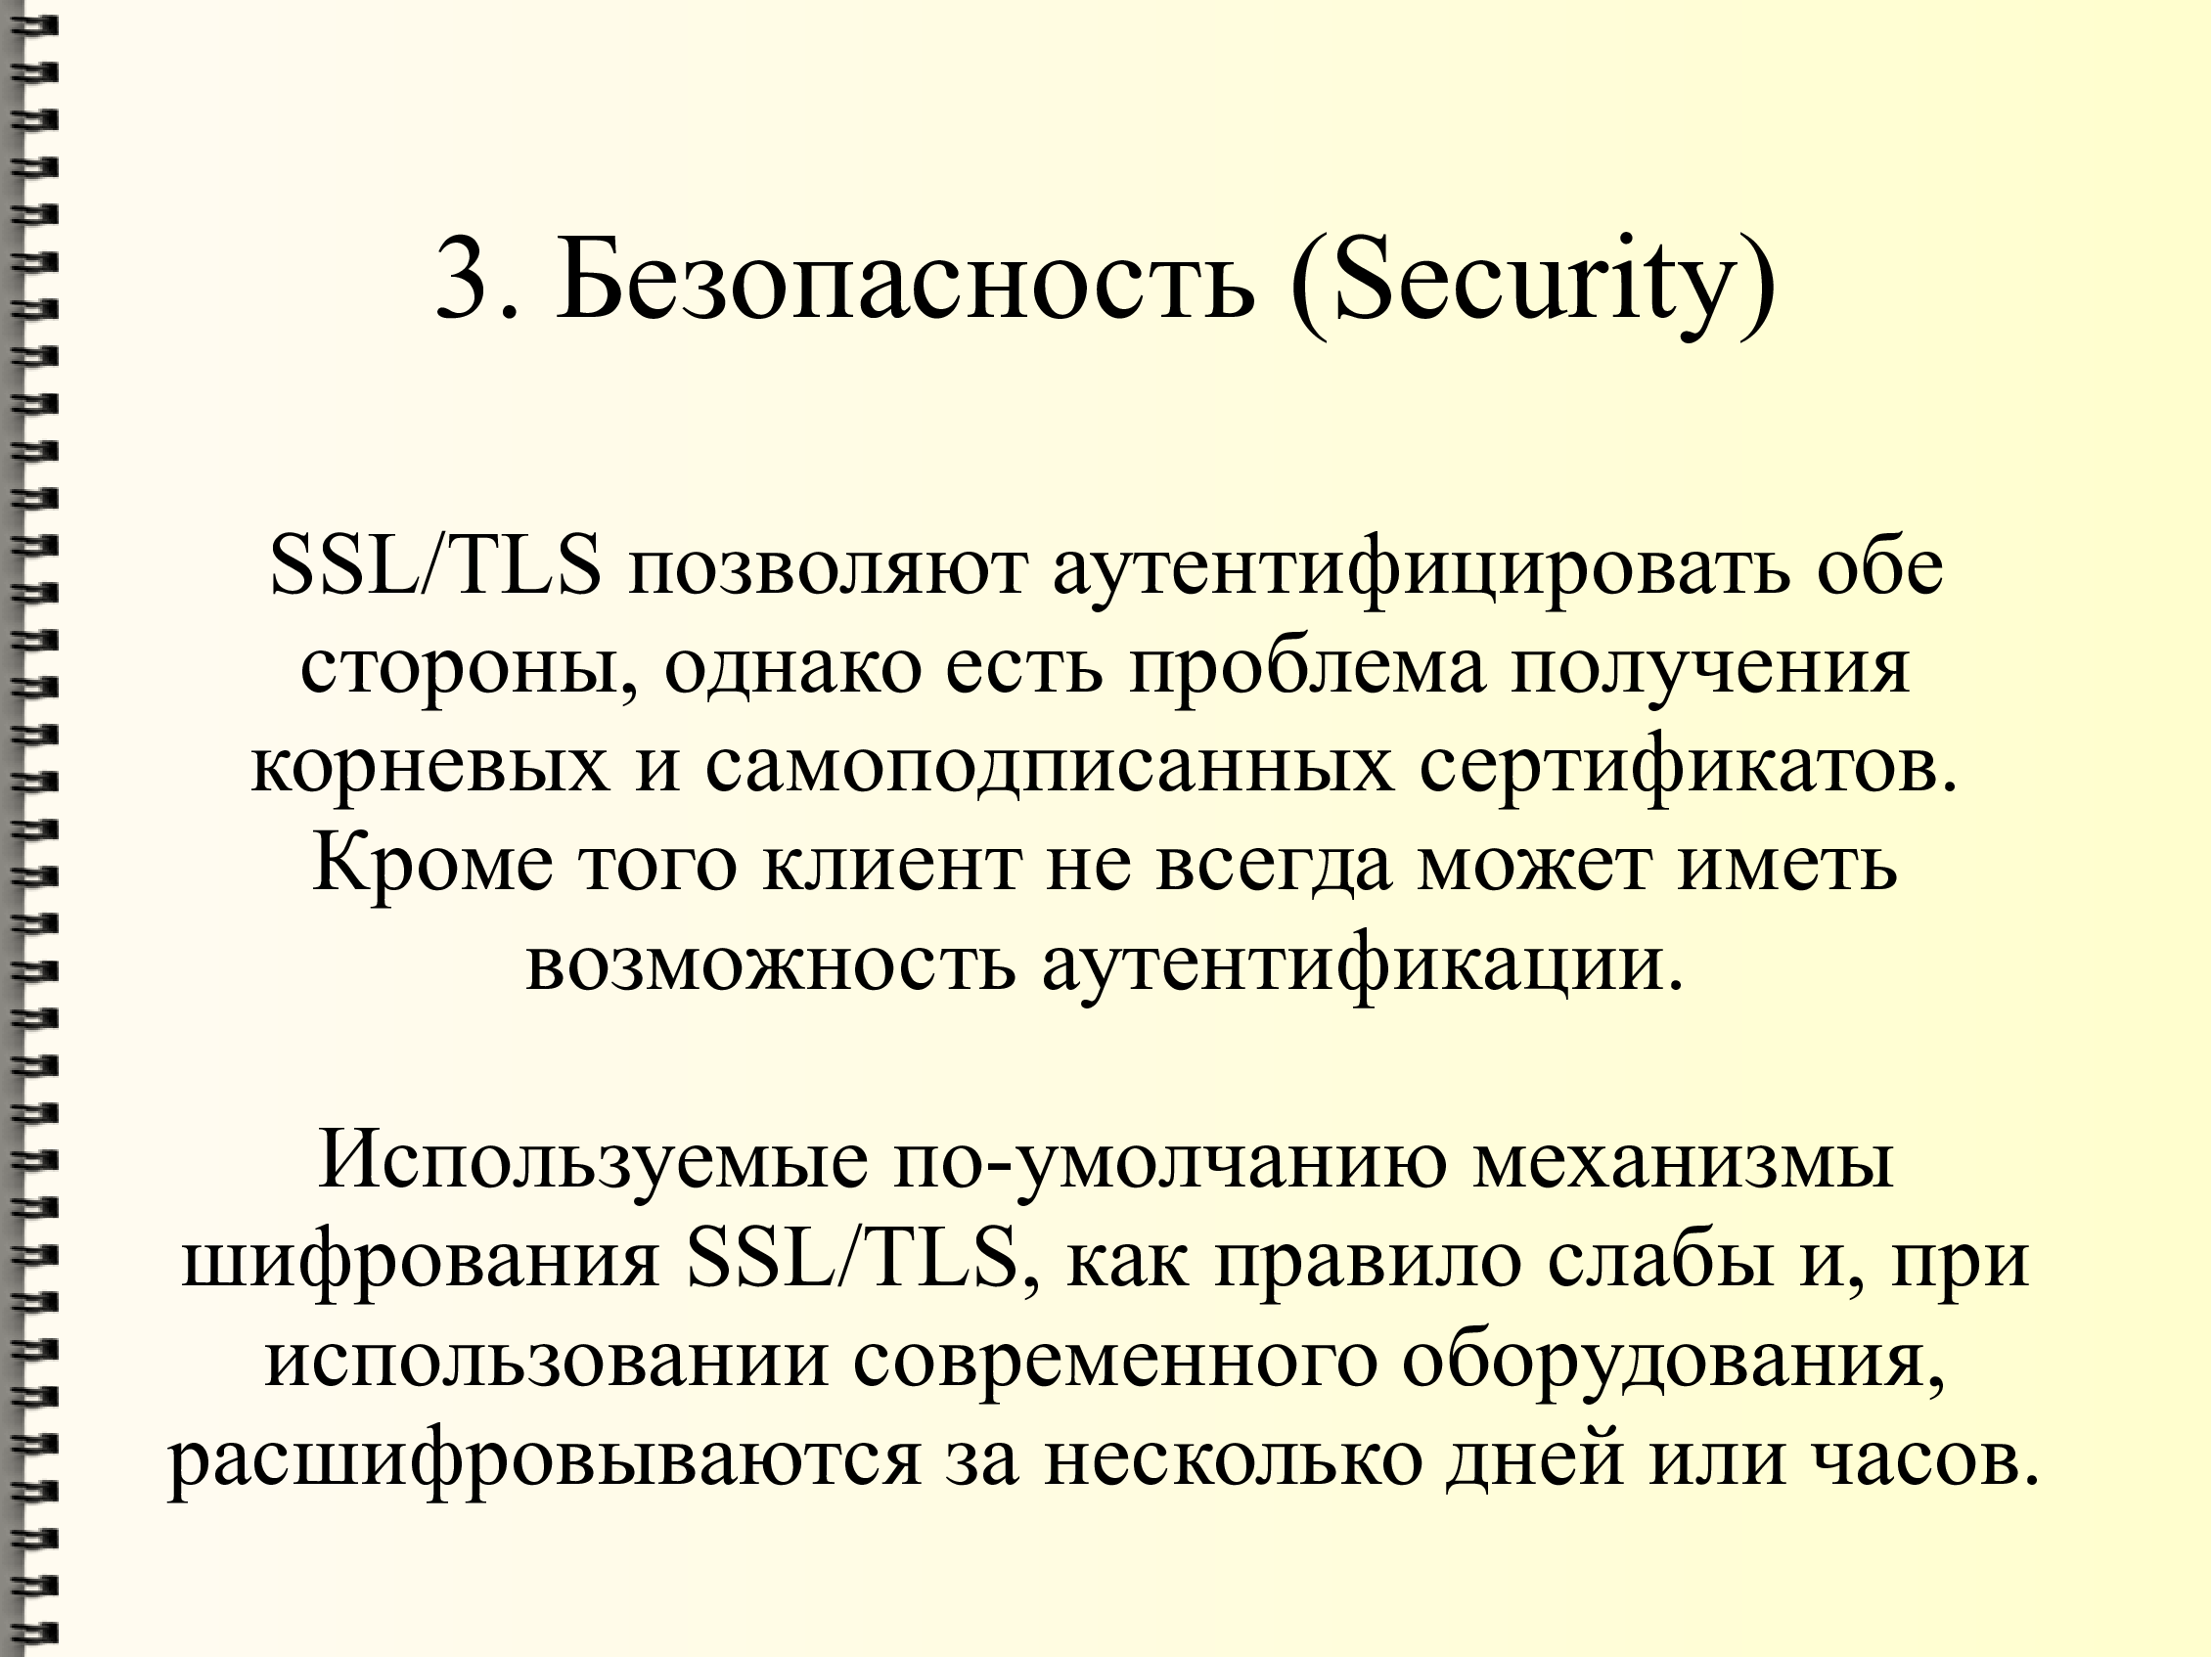 3. Безопасность (Security)
SSL/TLS позволяют аутентифицировать обе
стороны, однако есть проблема получения
корневых и самоподписанных сертификатов.
Кроме того клиент не всегда может иметь
возможность аутентификации.
Используемые по-умолчанию механизмы
шифрования SSL/TLS, как правило слабы и, при
использовании современного оборудования,
расшифровываются за несколько дней или часов.